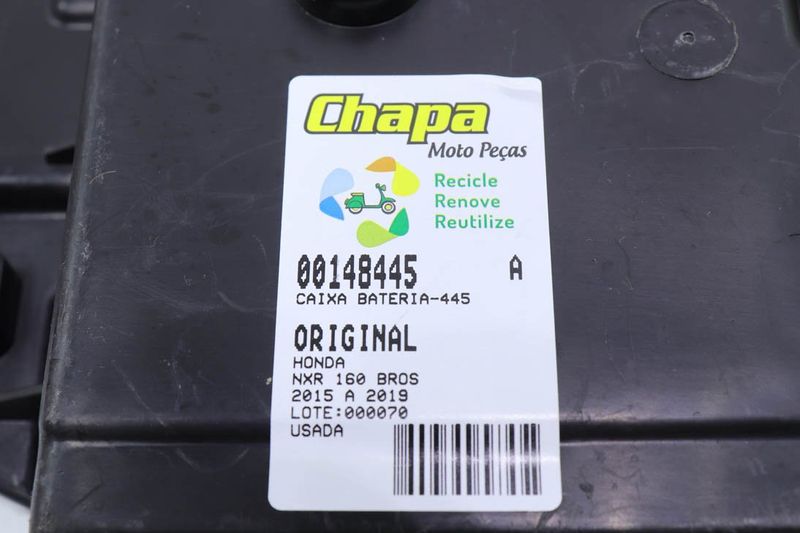 Chapa
Moto Peças
Recicle
Renove
Reutilize
00148445 A
CAIXA BATERIA-445
ORIGINAL
HONDA
NXR 160 BROS
2015 A 2019
LOTE:000070
USADA